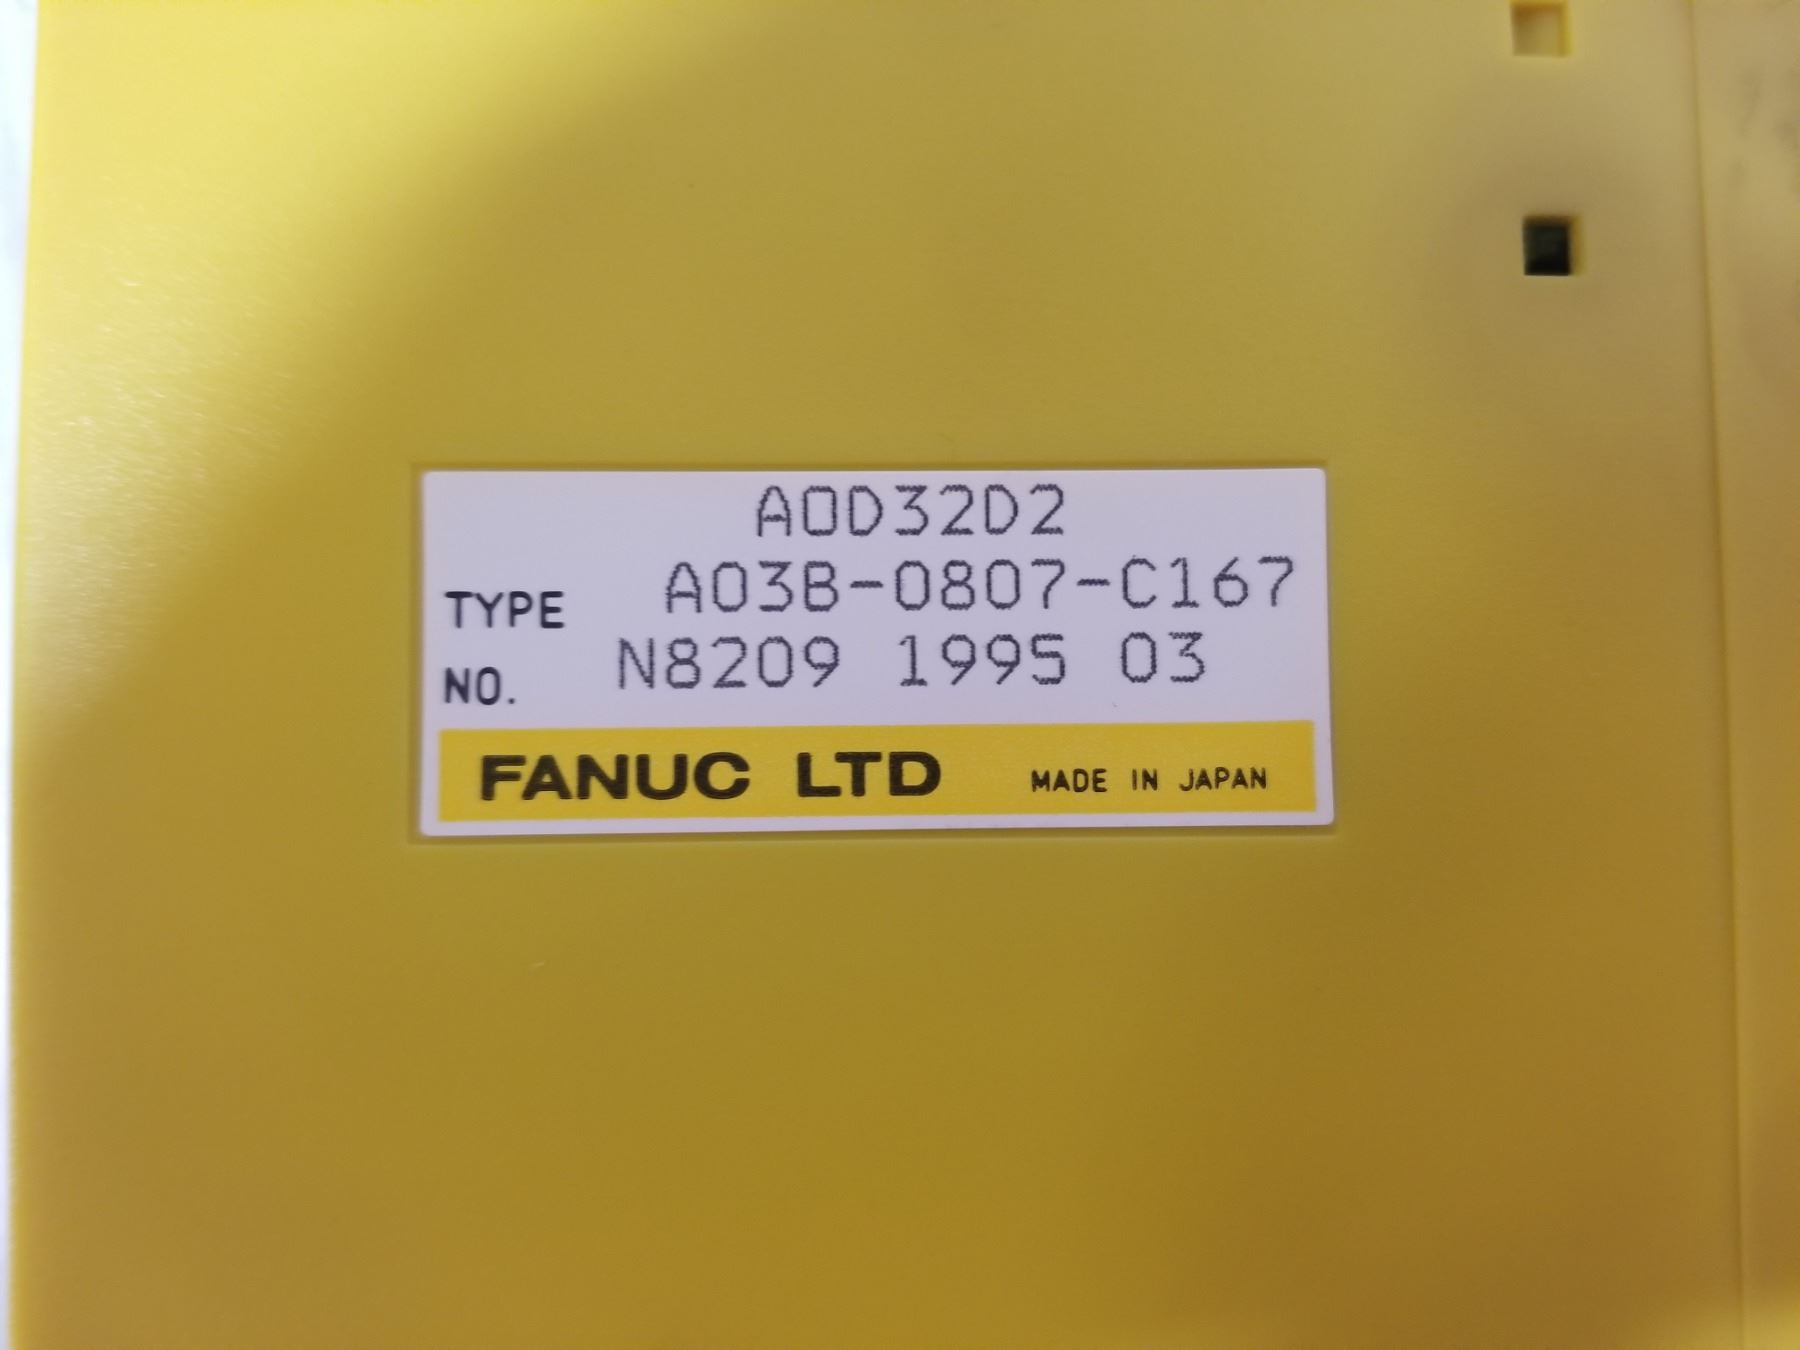 AOD32D2
TYPE A03B-0807-C167
NO. N8209 1995 03
FANUC LTD MADE IN JAPAN